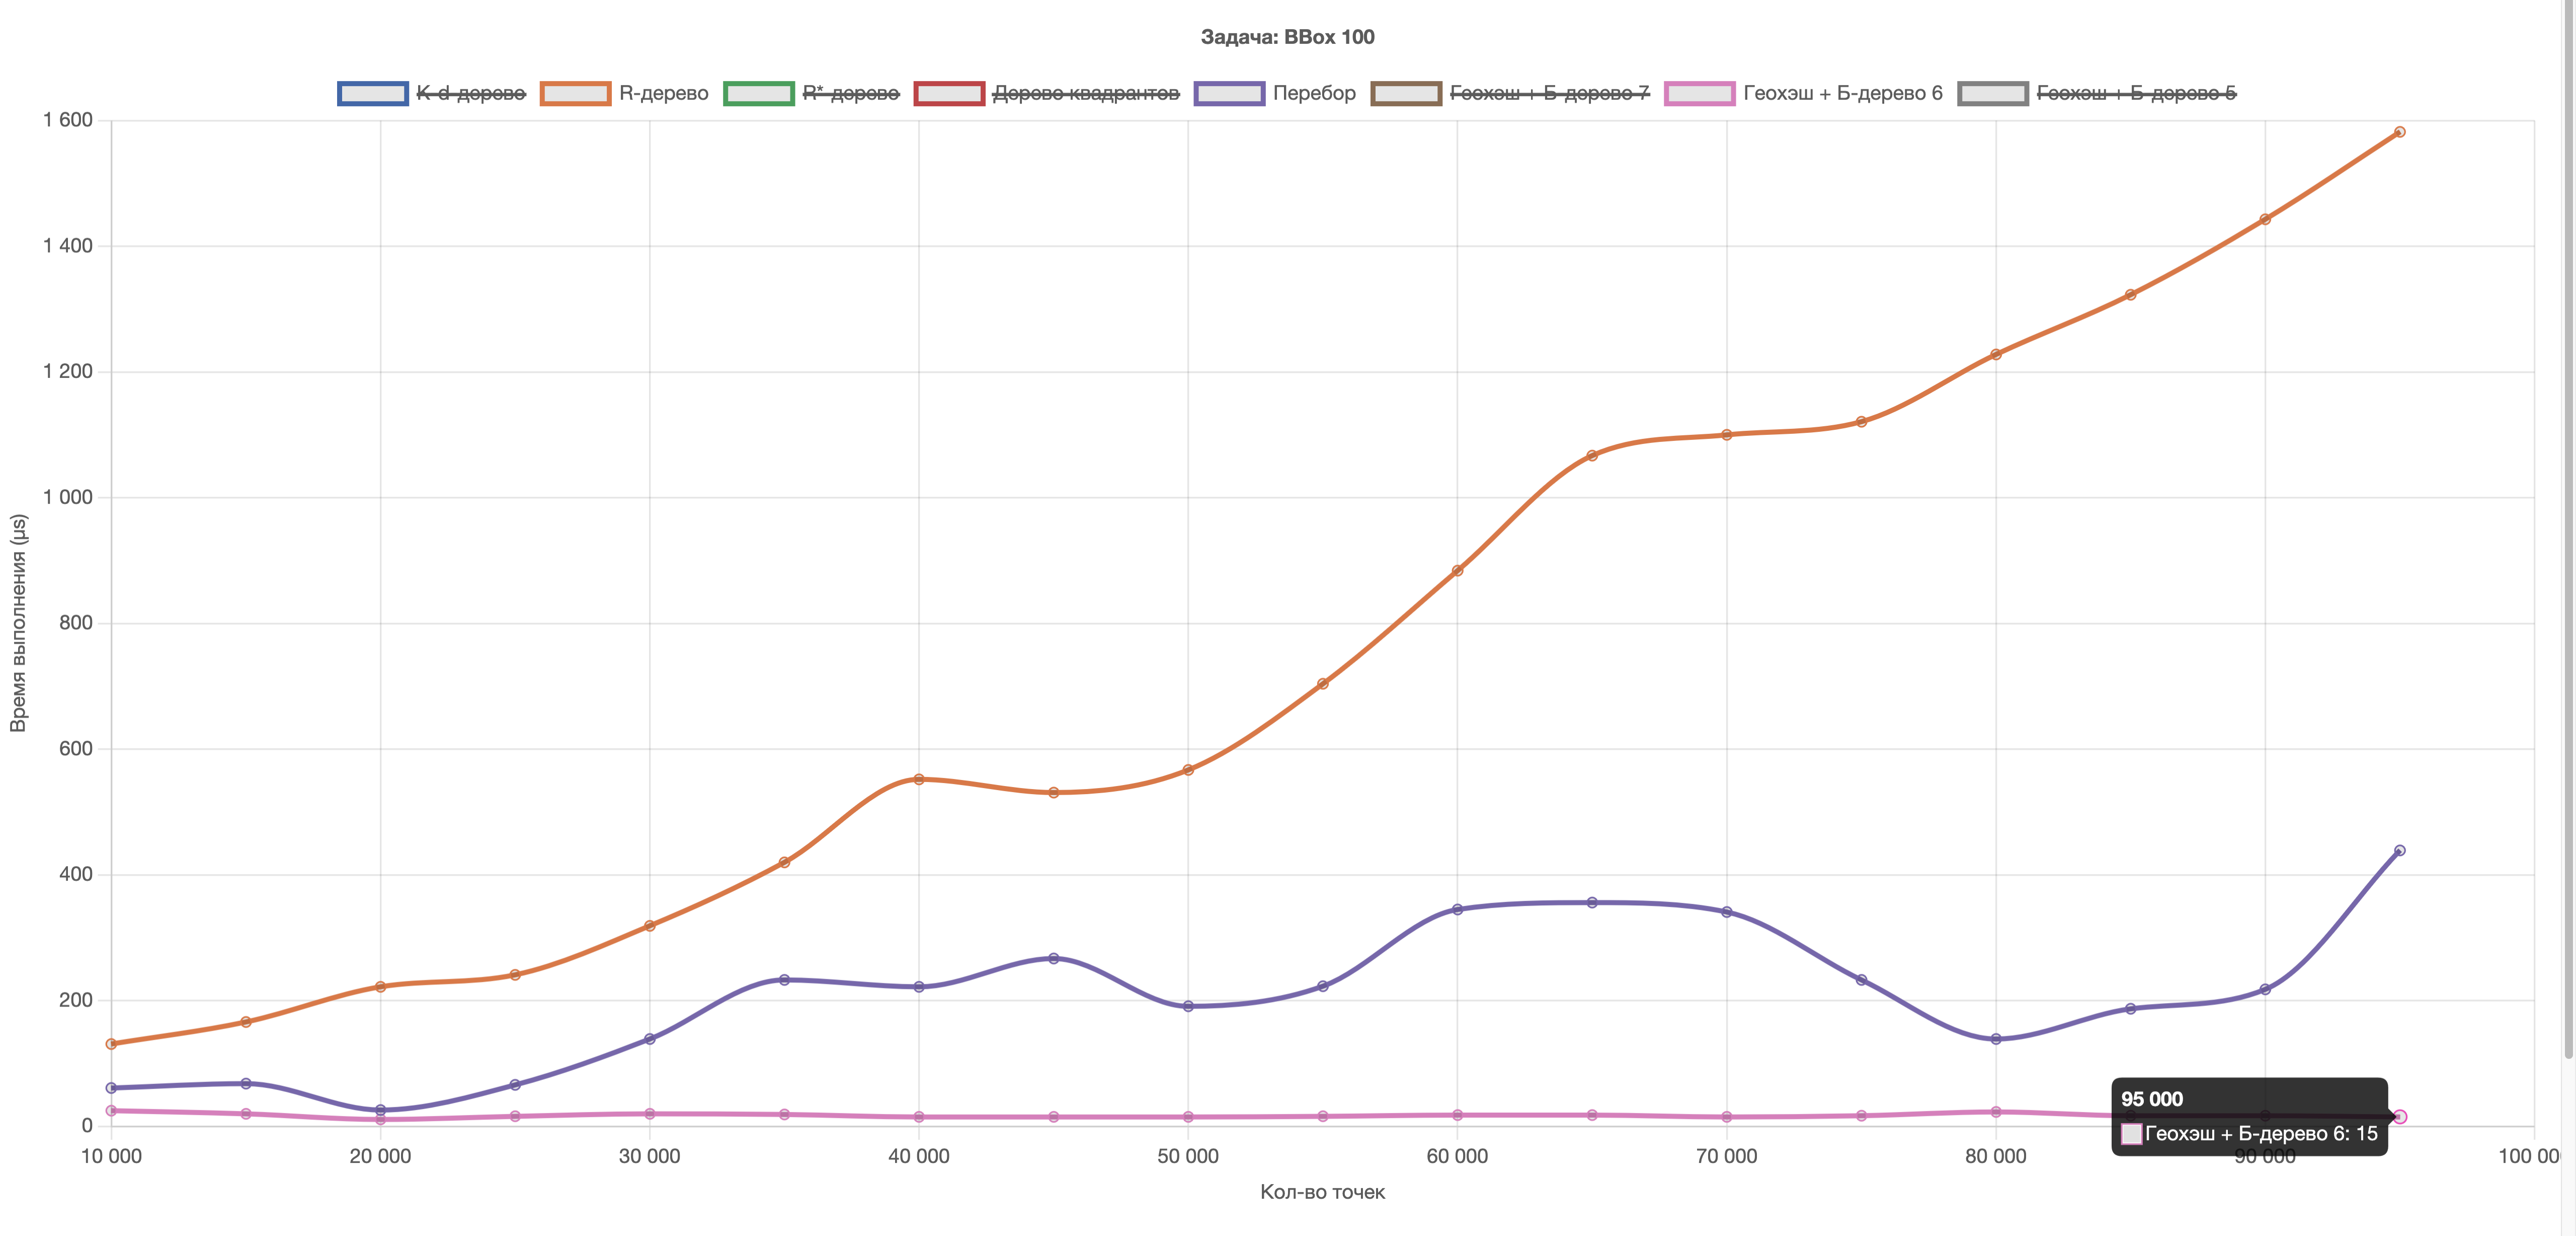 Задача: BBox 100
K-d-дерево R-дерево R*-дерево Дерево квадрантов Перебор Геохэш + Б-дерево 7 Геохэш + Б-дерево 6 Геохэш + Б-дерево 5
1 600
1 400
1 200
1 000
800
600
400
200
0
Время выполнения (µs)
95 000
Геохэш + Б-дерево 6: 15
10 000 20 000 30 000 40 000 50 000 60 000 70 000 80 000 90 000 100 00
Кол-во точек